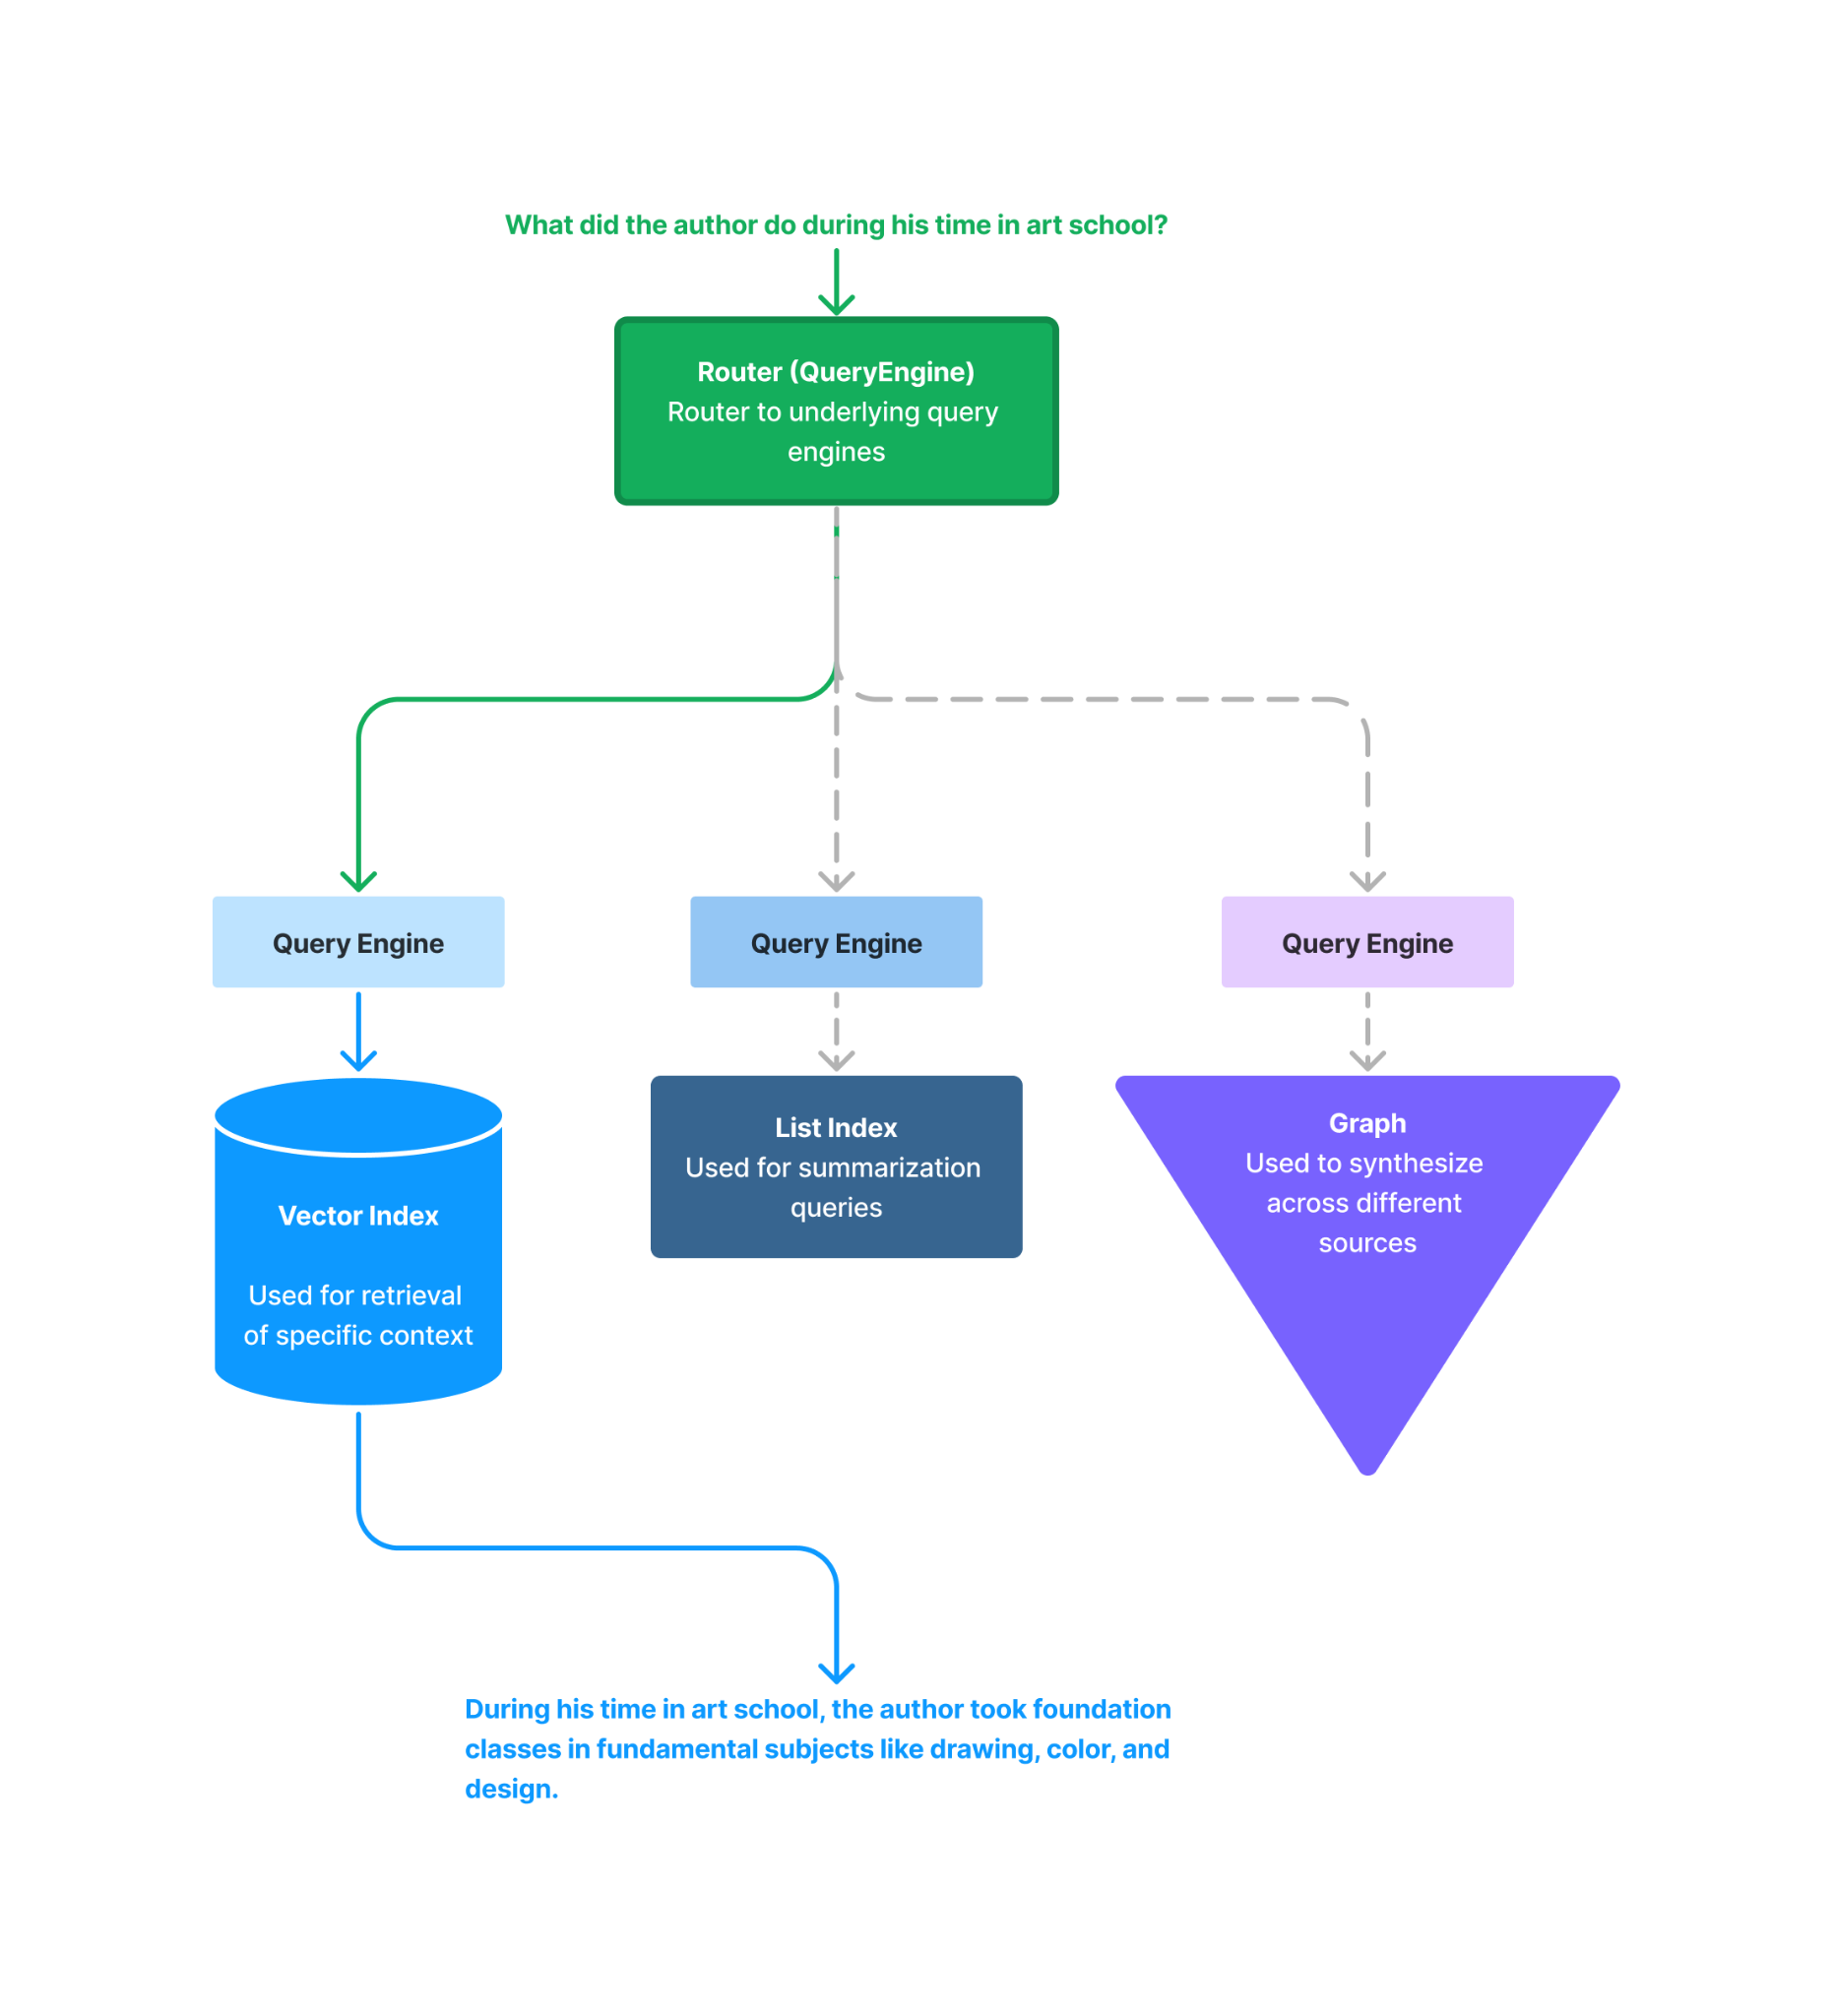 What did the author do during his time in art school?
Router (QueryEngine)
Router to underlying query
engines
Query Engine
Query Engine
Query Engine
Vector Index
Used for retrieval
of specific context
List Index
Used for summarization
queries
Graph
Used to synthesize
across different
sources
During his time in art school, the author took foundation
classes in fundamental subjects like drawing, color, and
design.